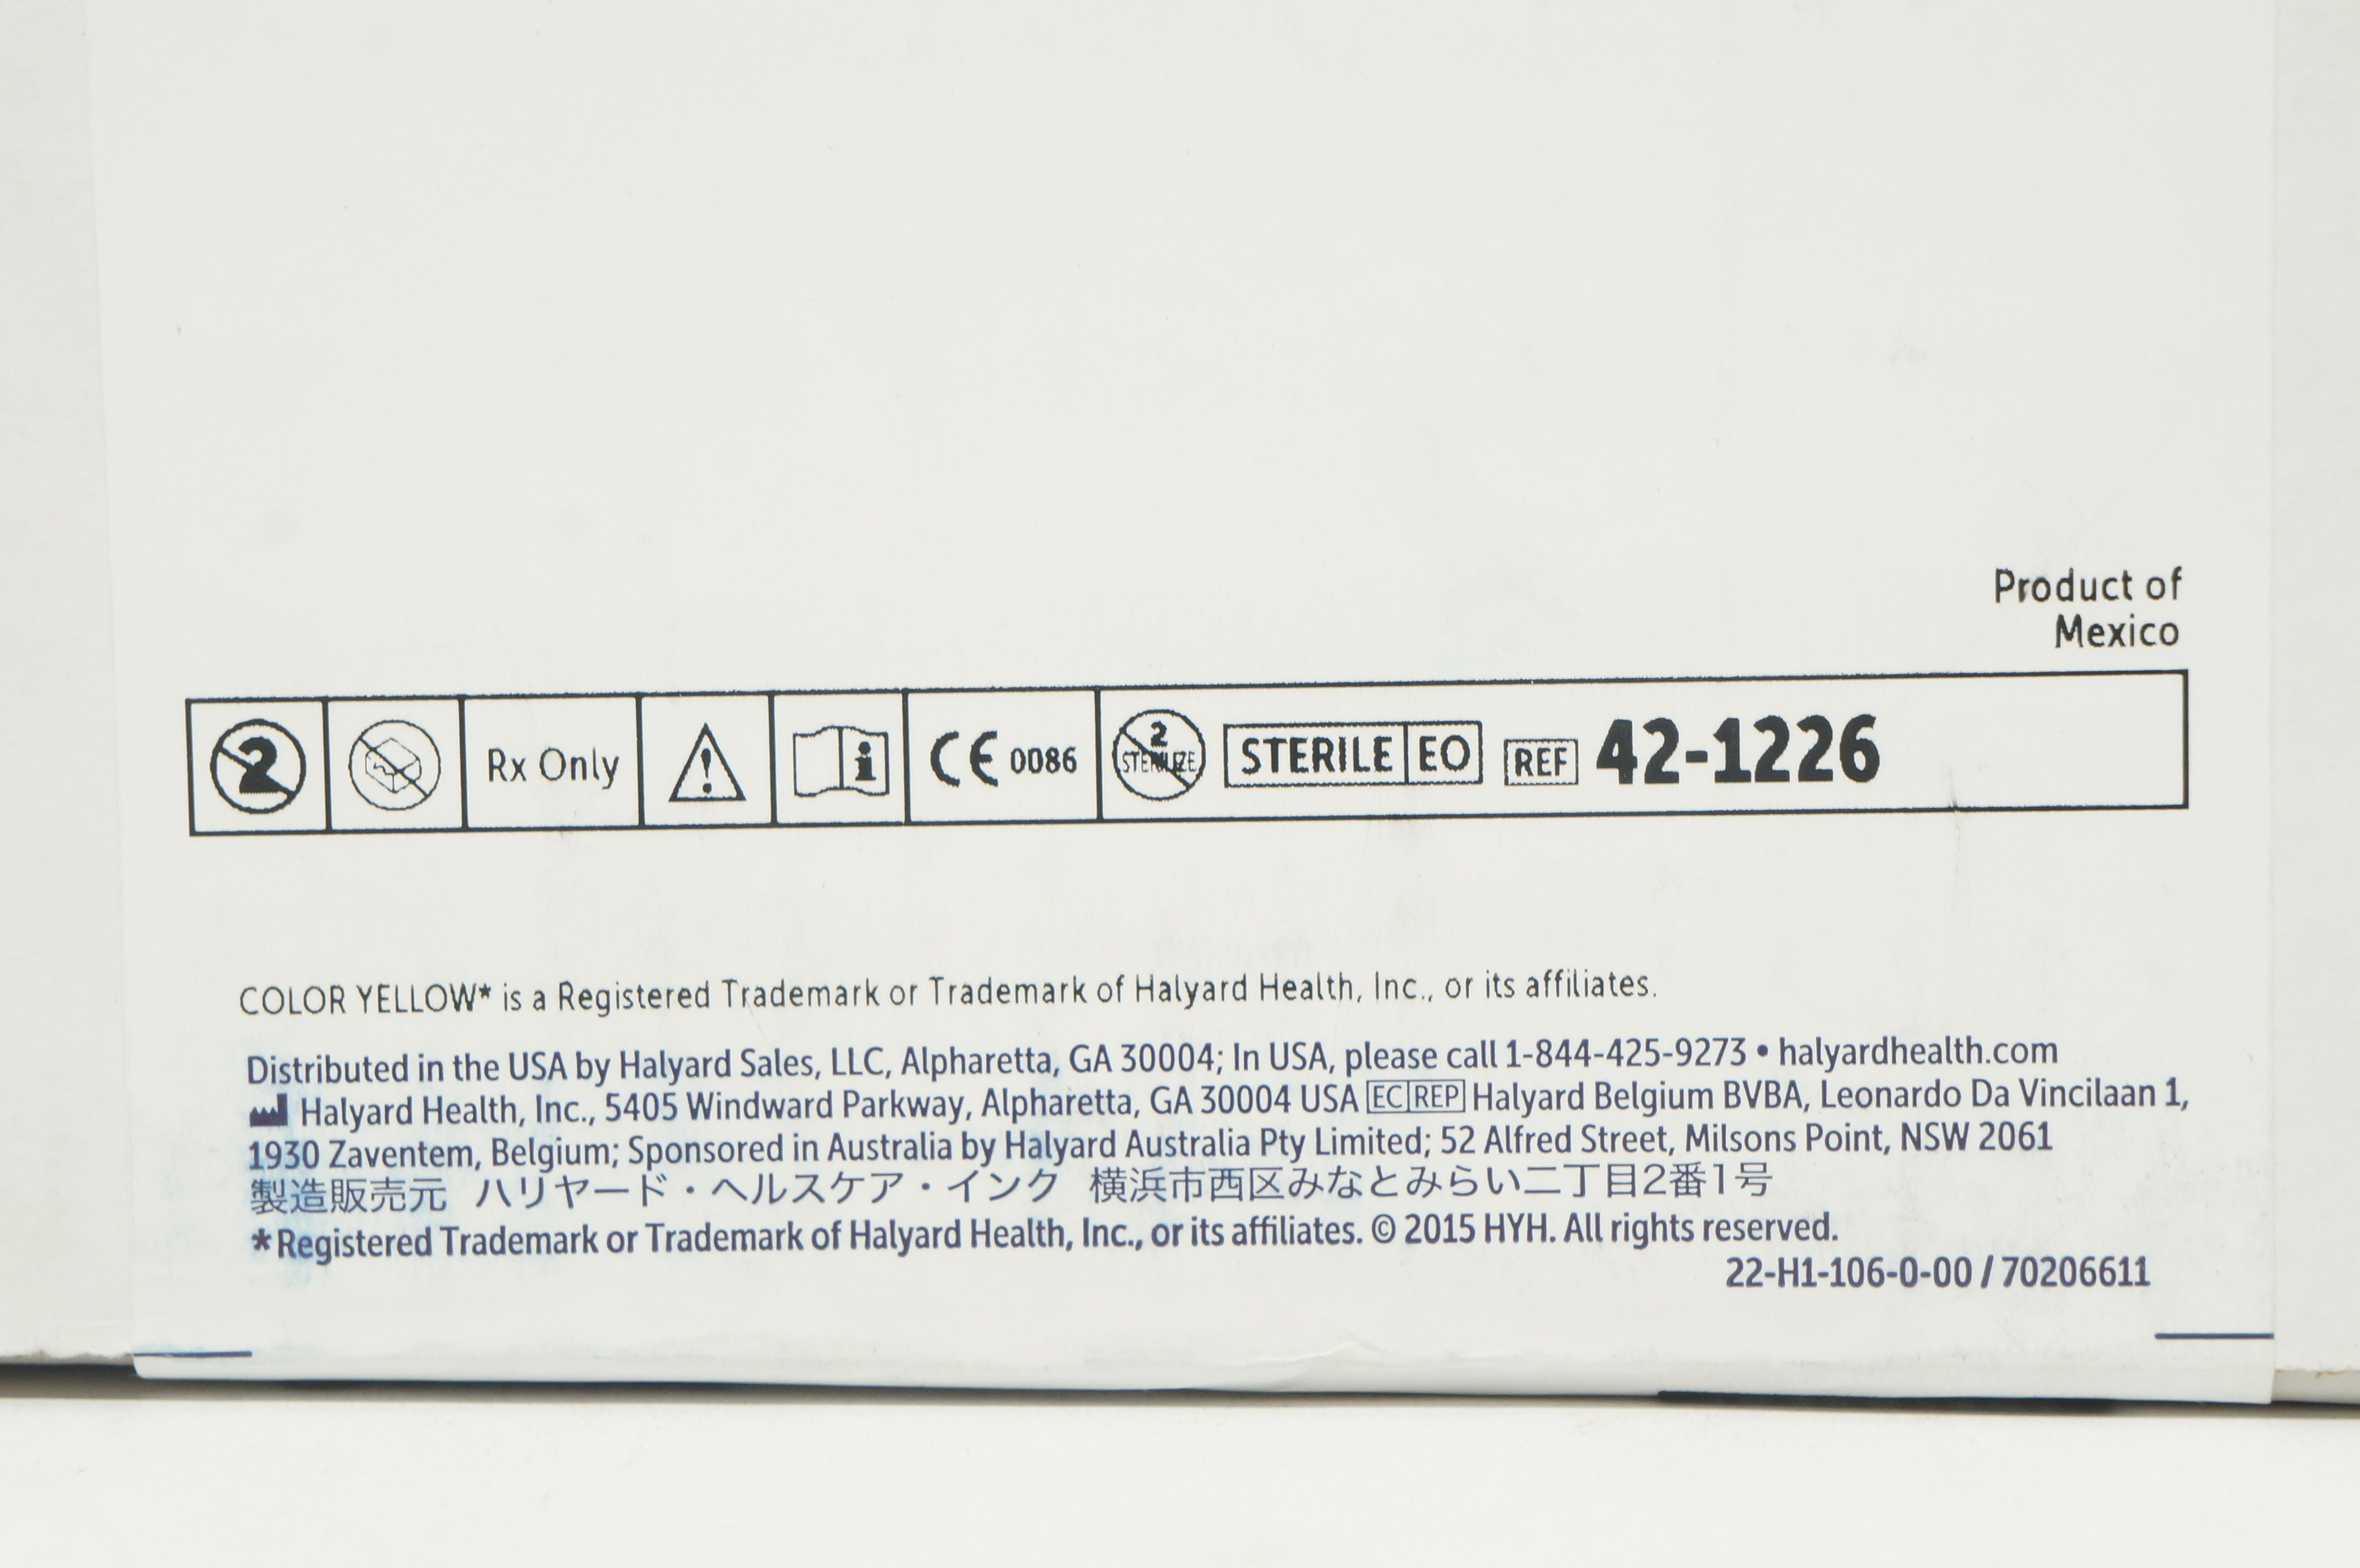 Product of
Mexico
2 Rx Only i CE 0086 2 STERILIZE STERILE EO REF 42-1226
COLOR YELLOW* is a Registered Trademark or Trademark of Halyard Health, Inc., or its affiliates.
Distributed in the USA by Halyard Sales, LLC, Alpharetta, GA 30004; In USA, please call 1-844-425-9273 • halyardhealth.com
Halyard Health, Inc., 5405 Windward Parkway, Alpharetta, GA 30004 USA EC REP Halyard Belgium BVBA, Leonardo Da Vincilaan 1,
1930 Zaventem, Belgium; Sponsored in Australia by Halyard Australia Pty Limited; 52 Alfred Street, Milsons Point, NSW 2061
製造販売元 ハリヤード・ヘルスケア・インク 横浜市西区みなとみらい二丁目2番1号
*Registered Trademark or Trademark of Halyard Health, Inc., or its affiliates. © 2015 HYH. All rights reserved.
22-H1-106-0-00 / 70206611